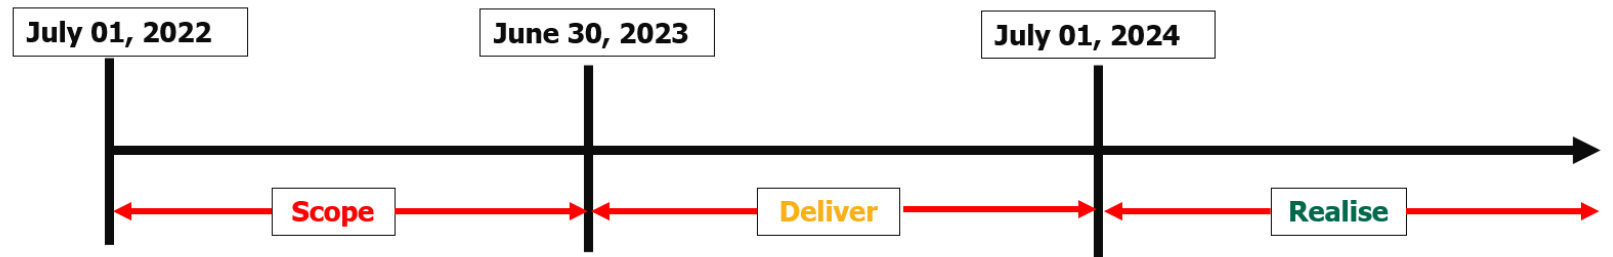 July 01, 2022
June 30, 2023
July 01, 2024
Scope
Deliver
Realise